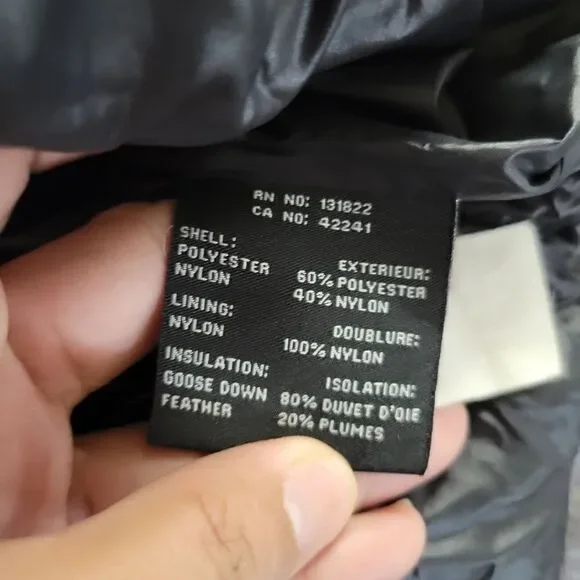 RN NO: 131822
CA NO: 42241
SHELL: EXTERIEUR:
POLYESTER 60% POLYESTER
NYLON 40% NYLON
LINING: DOUBLURE:
NYLON 100% NYLON
INSULATION: ISOLATION:
GOOSE DOWN 80% DUVET D'OIE
FEATHER 20% PLUMES